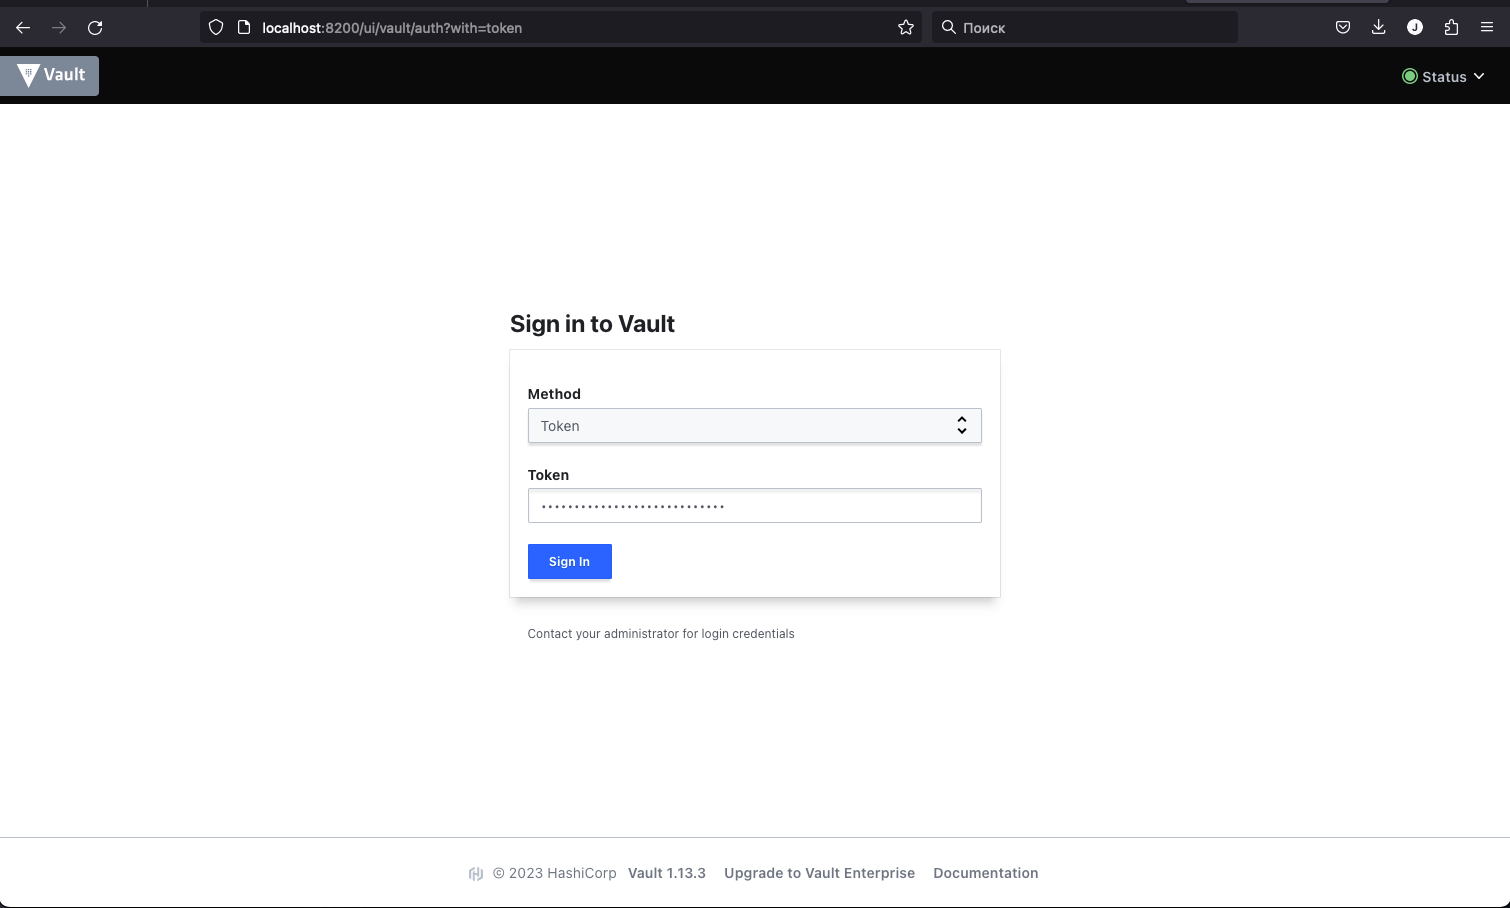 localhost:8200/ui/vault/auth?with=token
Поиск
J
Vault
Status
Sign in to Vault
Method
Token
Token
Sign In
Contact your administrator for login credentials
© 2023 HashiCorp Vault 1.13.3 Upgrade to Vault Enterprise Documentation